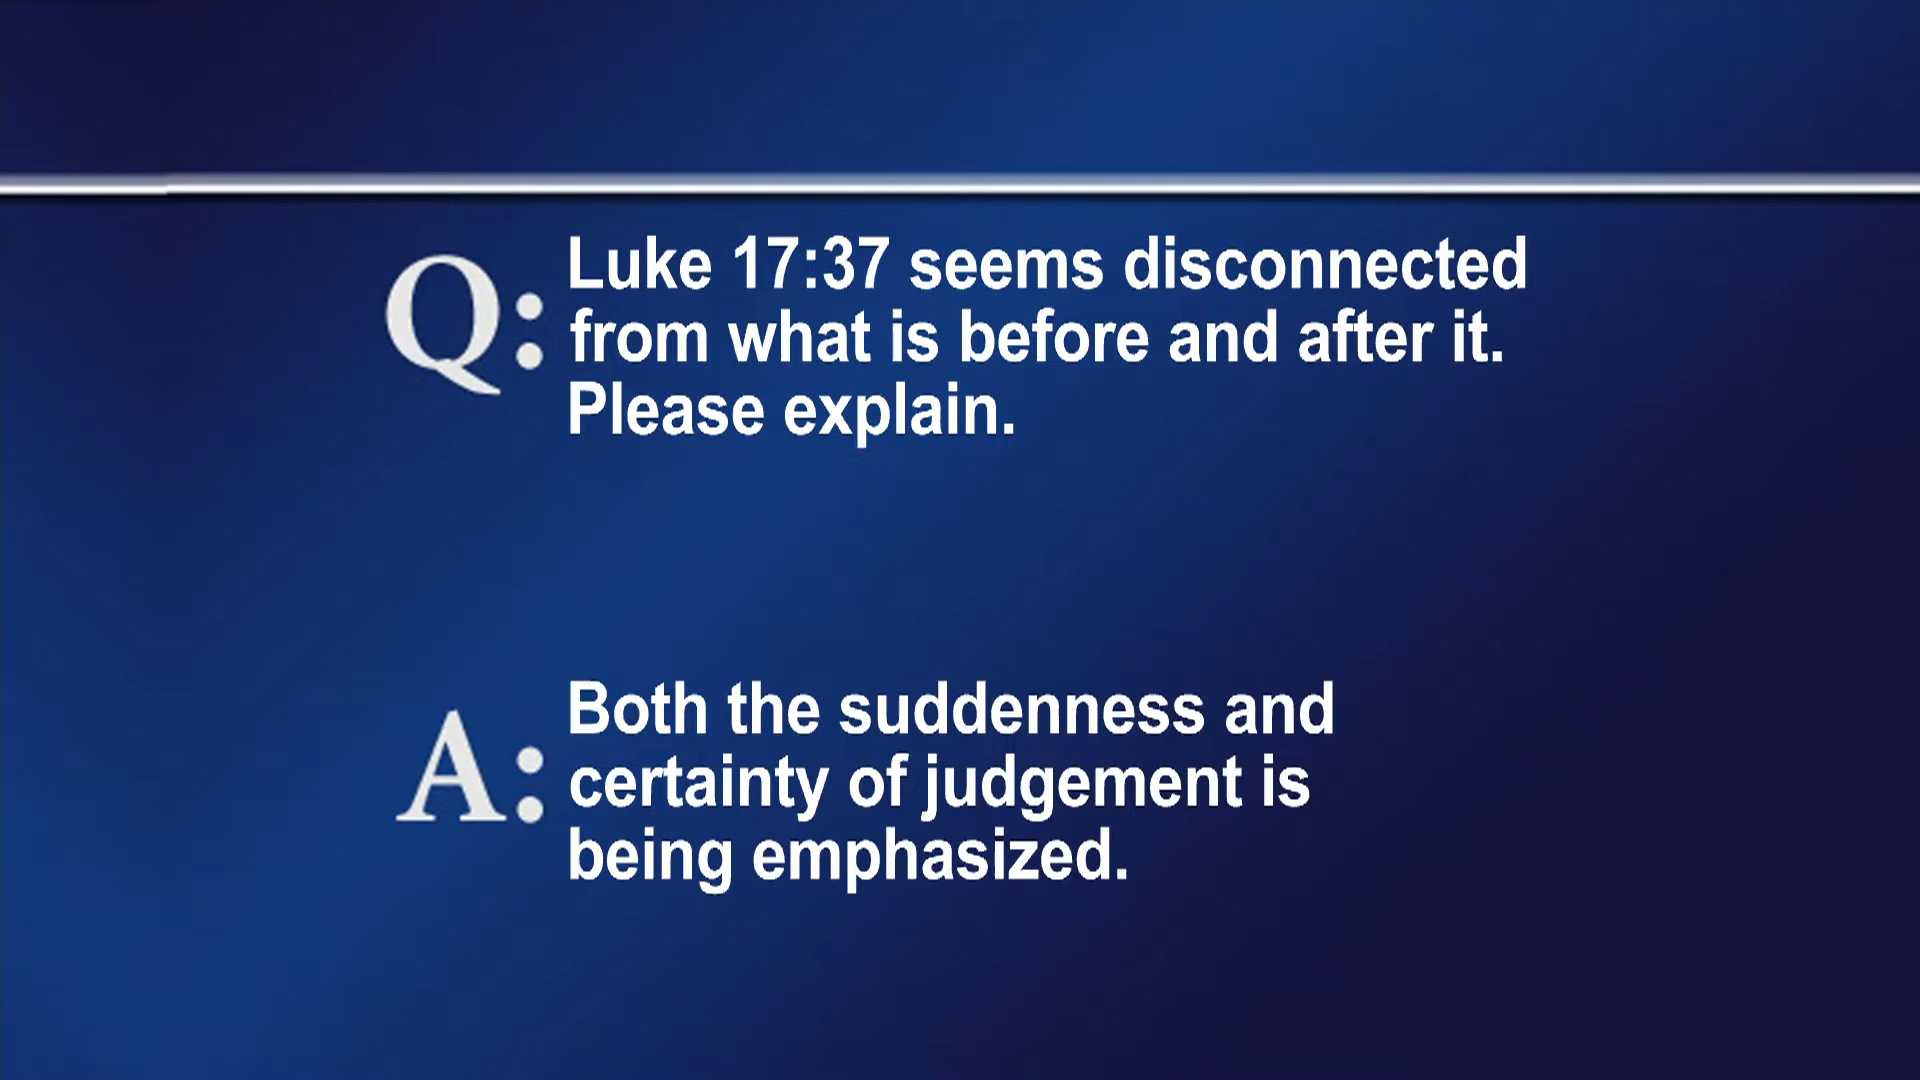 Q: Luke 17:37 seems disconnected
from what is before and after it.
Please explain.
A: Both the suddenness and
certainty of judgement is
being emphasized.